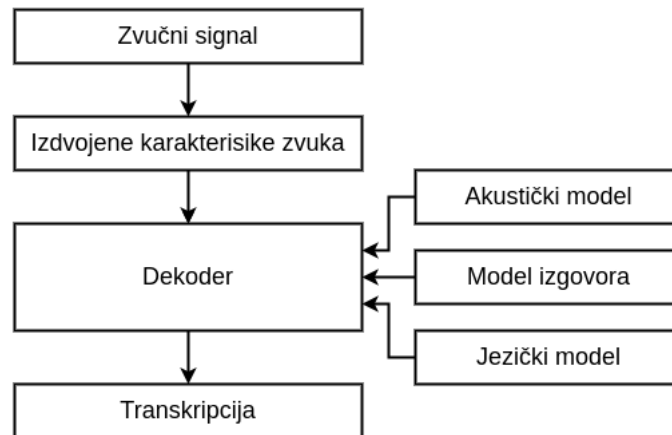 Zvučni signal
Izdvojene karakterisike zvuka
Akustički model
Dekoder
Model izgovora
Jezički model
Transkripcija